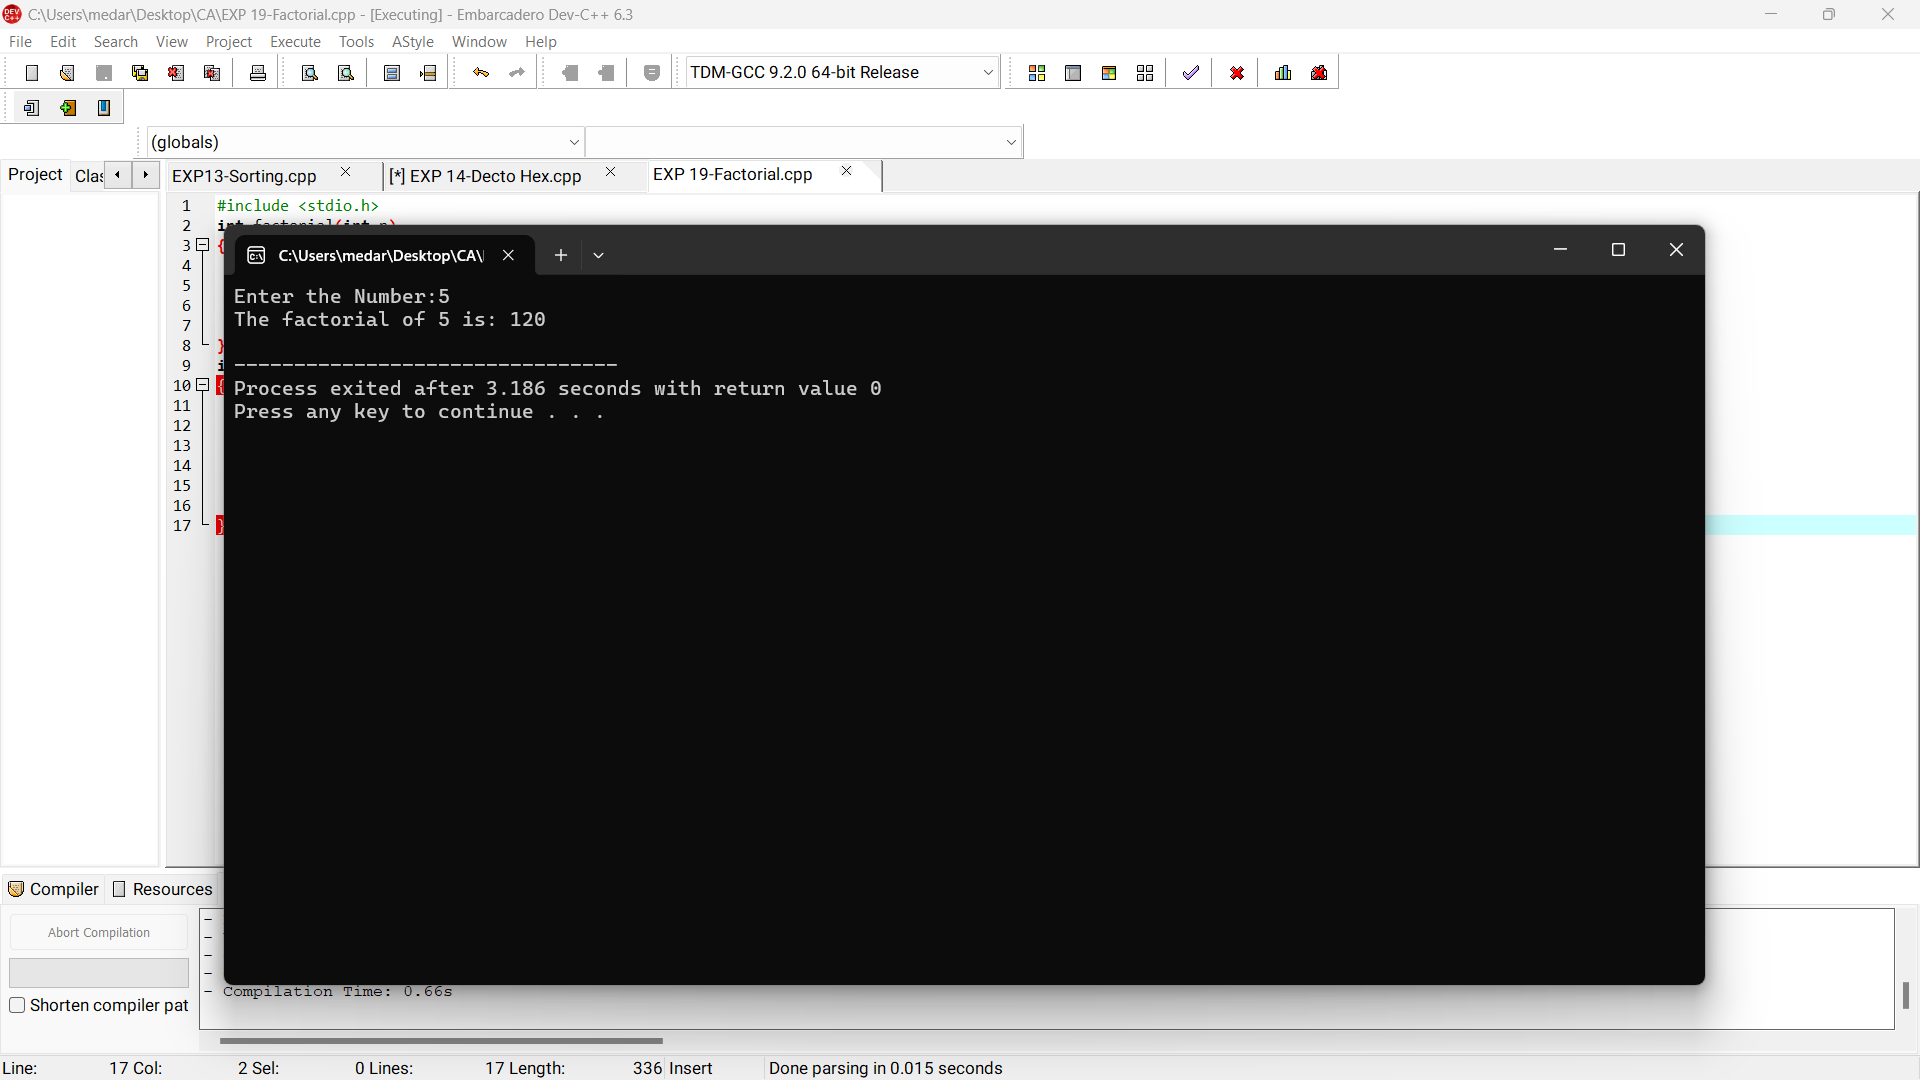 C:\Users\medar\Desktop\CA\EXP 19-Factorial.cpp - [Executing] - Embarcadero Dev-C++ 6.3
File Edit Search View Project Execute Tools AStyle Window Help
TDM-GCC 9.2.0 64-bit Release
(globals)
Project Clas EXP13-Sorting.cpp [*] EXP 14-Decto Hex.cpp EXP 19-Factorial.cpp
1 #include <stdio.h>
2 int factorial(int n)
3 {
4
5
6
7
8 }
9
10 {
11
12
13
14
15
16
17 }
C:\Users\medar\Desktop\CA\
Enter the Number:5
The factorial of 5 is: 120
--------------------------------
Process exited after 3.186 seconds with return value 0
Press any key to continue . . .
Compiler Resources
Abort Compilation
Shorten compiler pat
- Compilation Time: 0.66s
Line: 17 Col: 2 Sel: 0 Lines: 17 Length: 336 Insert Done parsing in 0.015 seconds